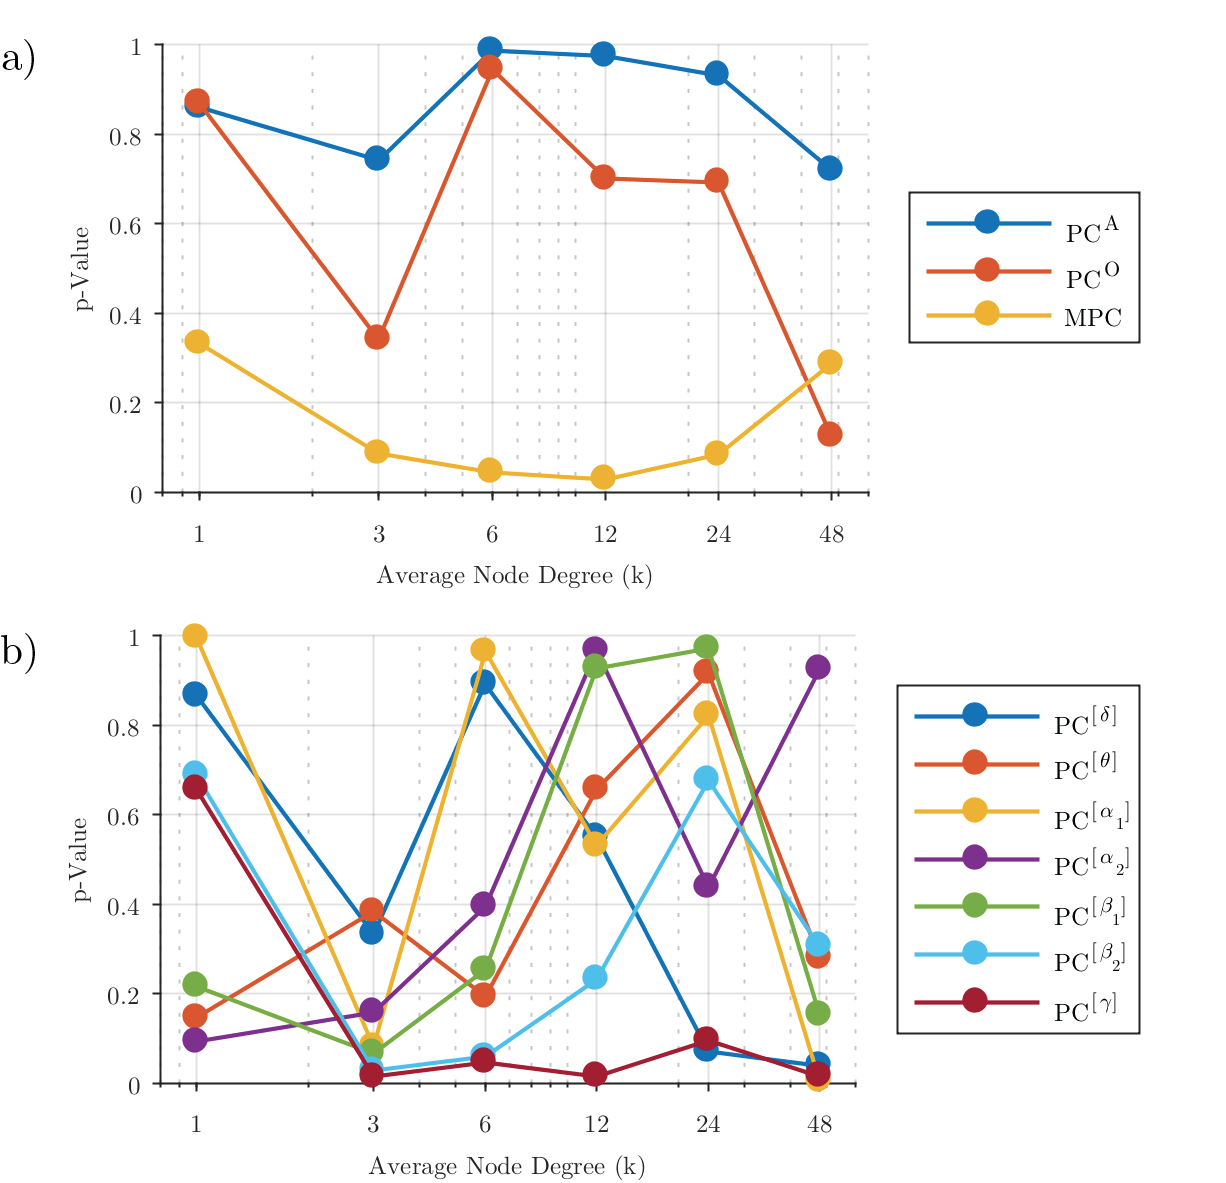 a)
1
0.8
0.6
0.4
0.2
0
p-Value
1 3 6 12 24 48
Average Node Degree (k)
PC^A
PC^O
MPC
b)
1
0.8
0.6
0.4
0.2
0
p-Value
1 3 6 12 24 48
Average Node Degree (k)
PC^[δ]
PC^[θ]
PC^[α_1]
PC^[α_2]
PC^[β_1]
PC^[β_2]
PC^[γ]